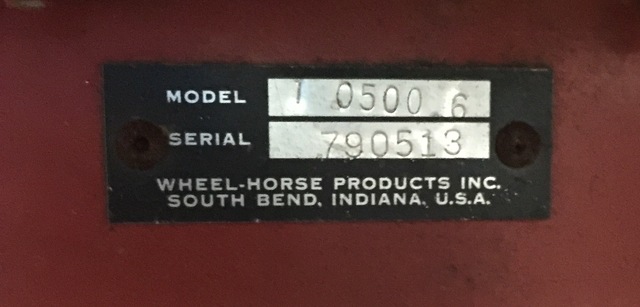 MODEL 1 0500.6
SERIAL 790513
WHEEL-HORSE PRODUCTS INC.
SOUTH BEND, INDIANA, U.S.A.